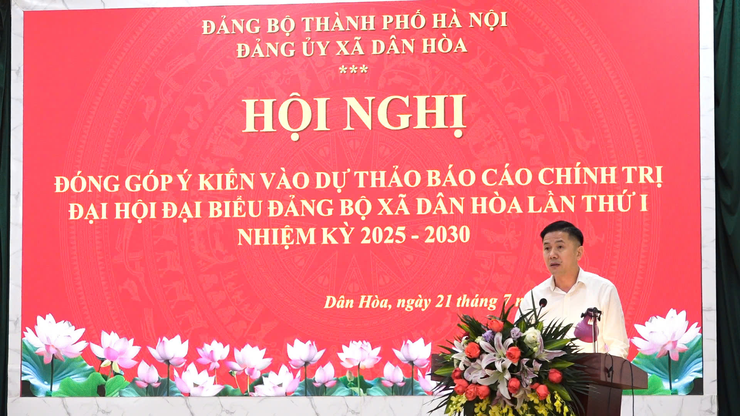 ĐẢNG BỘ THÀNH PHỐ HÀ NỘI
ĐẢNG ỦY XÃ DÂN HÒA
***
HỘI NGHỊ
ĐÓNG GÓP Ý KIẾN VÀO DỰ THẢO BÁO CÁO CHÍNH TRỊ
ĐẠI HỘI ĐẠI BIỂU ĐẢNG BỘ XÃ DÂN HÒA LẦN THỨ I
NHIỆM KỲ 2025 - 2030
Dân Hòa, ngày 21 tháng 7